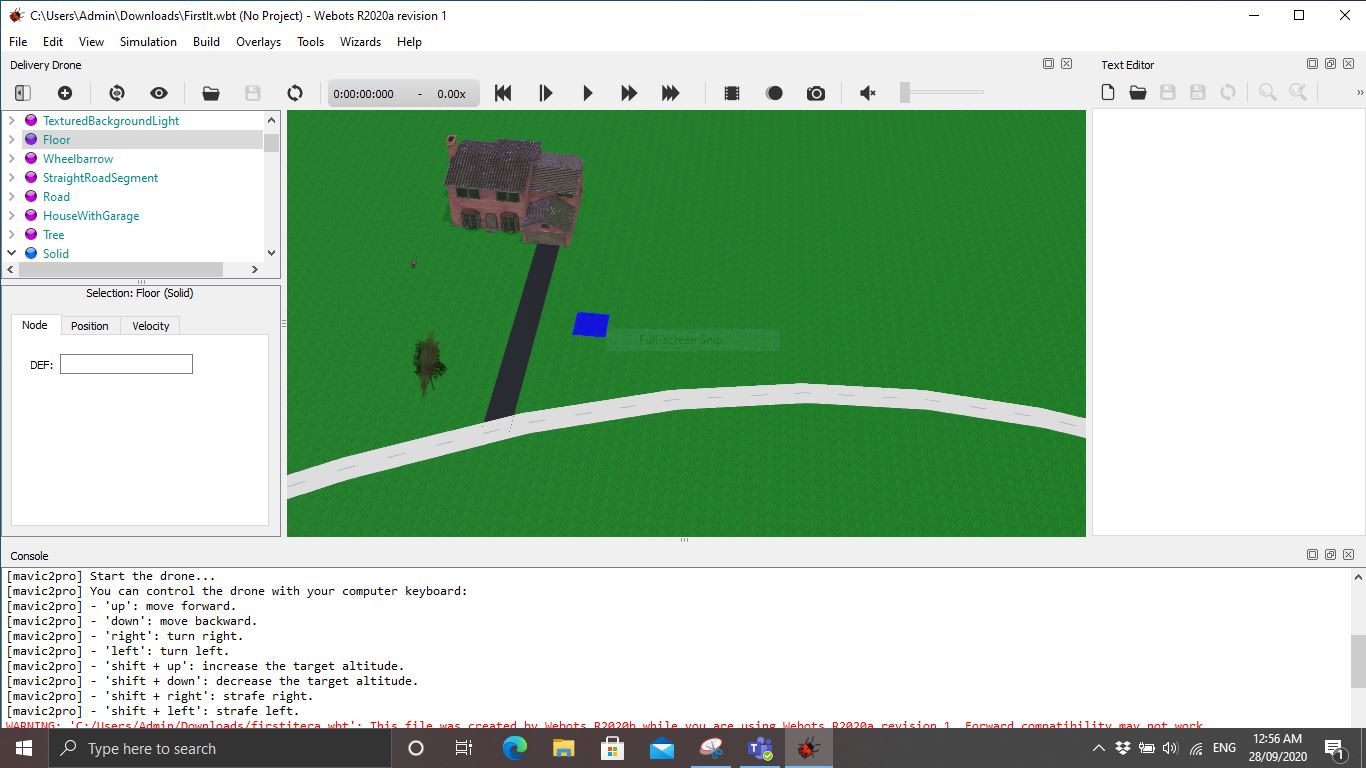 C:\Users\Admin\Downloads\FirstIt.wbt (No Project) - Webots R2020a revision 1
File Edit View Simulation Build Overlays Tools Wizards Help
Delivery Drone
Text Editor
0:00:00:000 - 0.00x
TexturedBackgroundLight
Floor
Wheelbarrow
StraightRoadSegment
Road
HouseWithGarage
Tree
Solid
Selection: Floor (Solid)
Node Position Velocity
DEF:
Full-screen Snip
Console
[mavic2pro] Start the drone...
[mavic2pro] You can control the drone with your computer keyboard:
[mavic2pro] - 'up': move forward.
[mavic2pro] - 'down': move backward.
[mavic2pro] - 'right': turn right.
[mavic2pro] - 'left': turn left.
[mavic2pro] - 'shift + up': increase the target altitude.
[mavic2pro] - 'shift + down': decrease the target altitude.
[mavic2pro] - 'shift + right': strafe right.
[mavic2pro] - 'shift + left': strafe left.
WARNING: 'C:/Users/Admin/Downloads/firstitera.wbt': This file was created by Webots R2020b while you are using Webots R2020a revision 1. Forward compatibility may not work.
Type here to search
ENG
12:56 AM
28/09/2020
1